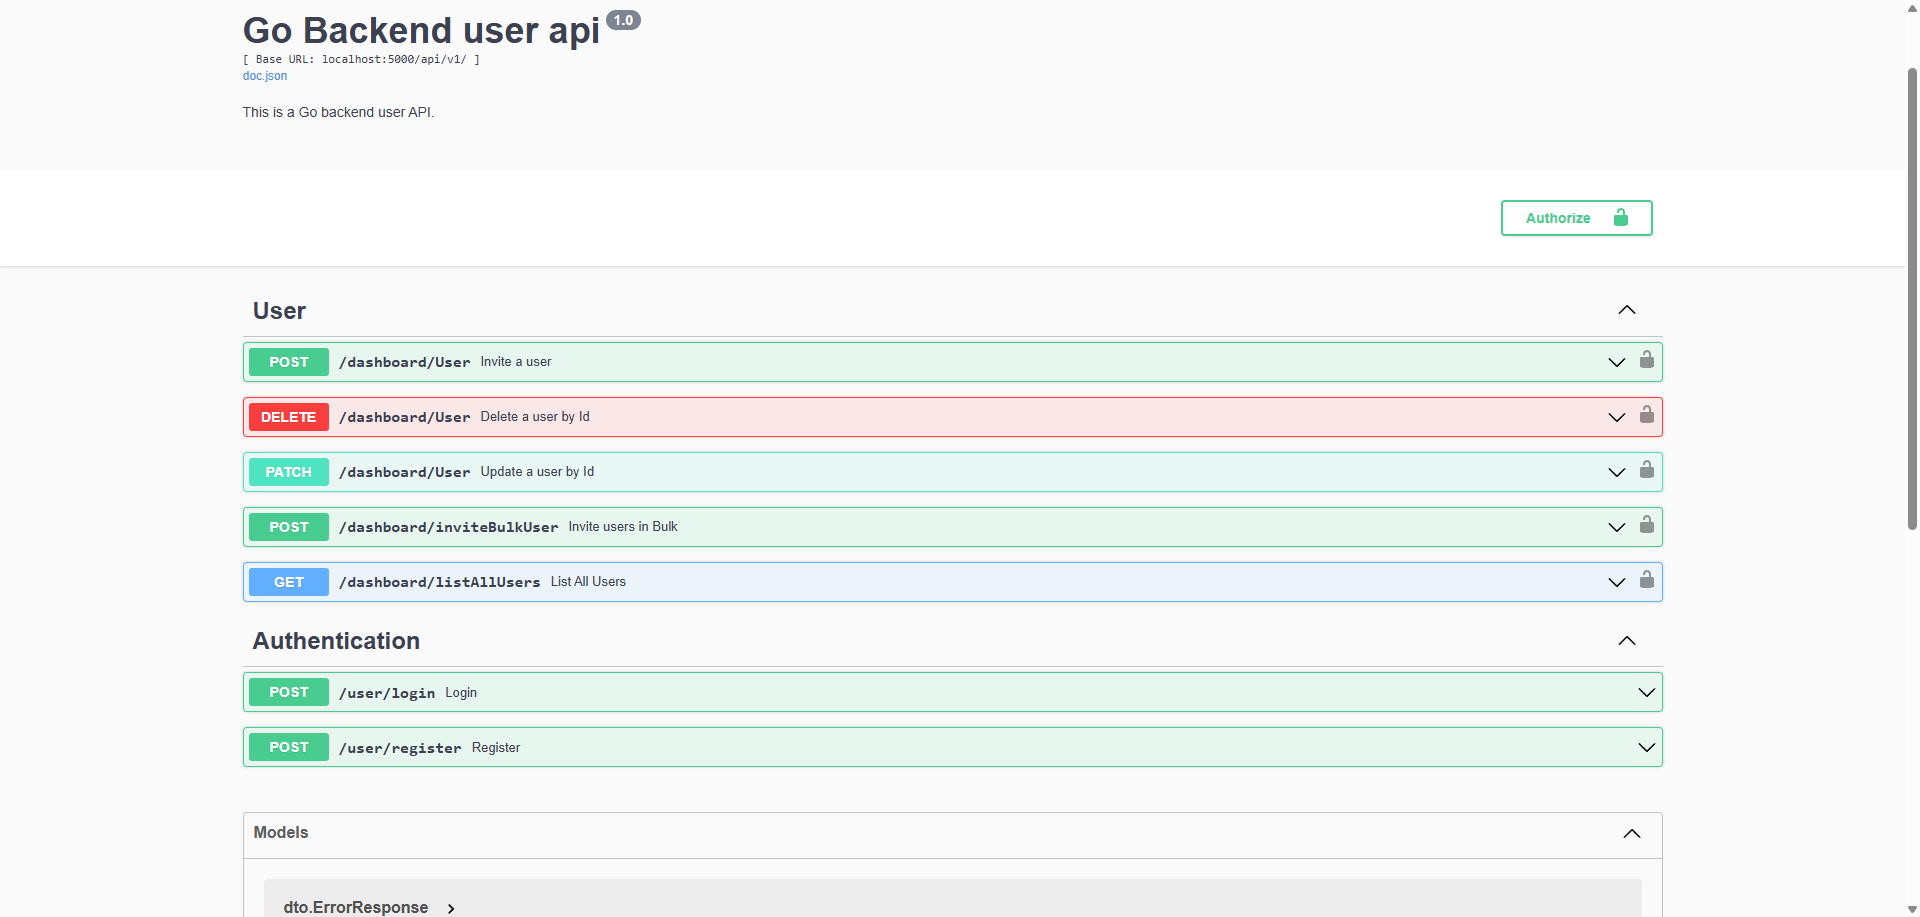 Go Backend user api 1.0
[ Base URL: localhost:5000/api/v1/ ]
doc.json
This is a Go backend user API.
Authorize
User
POST /dashboard/User Invite a user
DELETE /dashboard/User Delete a user by Id
PATCH /dashboard/User Update a user by Id
POST /dashboard/inviteBulkUser Invite users in Bulk
GET /dashboard/listAllUsers List All Users
Authentication
POST /user/login Login
POST /user/register Register
Models
dto.ErrorResponse